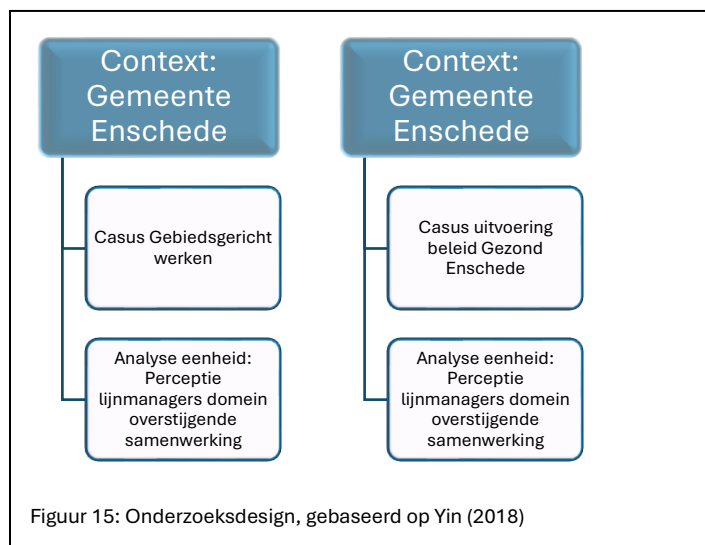 Context:
Gemeente
Enschede
Casus Gebiedsgericht
werken
Analyse eenheid:
Perceptie
lijnmanagers domein
overstijgende
samenwerking
Context:
Gemeente
Enschede
Casus uitvoering
beleid Gezond
Enschede
Analyse eenheid:
Perceptie
lijnmanagers domein
overstijgende
samenwerking
Figuur 15: Onderzoeksdesign, gebaseerd op Yin (2018)